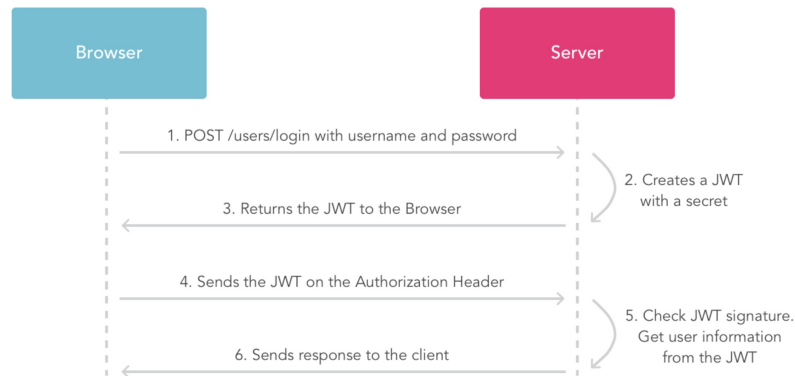 Browser
Server
1. POST /users/login with username and password
2. Creates a JWT
with a secret
3. Returns the JWT to the Browser
4. Sends the JWT on the Authorization Header
5. Check JWT signature.
Get user information
from the JWT
6. Sends response to the client